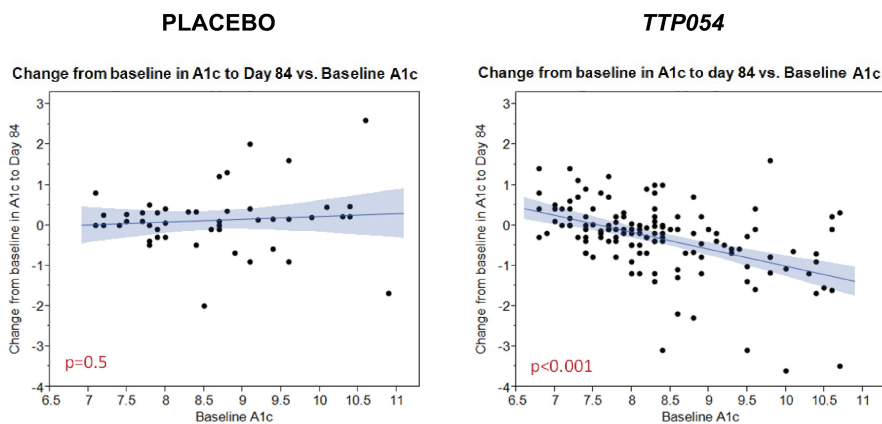 PLACEBO
Change from baseline in A1c to Day 84 vs. Baseline A1c
Change from baseline in A1c to Day 84
3
2
1
0
-1
-2
-3
-4
p=0.5
6.5 7 7.5 8 8.5 9 9.5 10 10.5 11
Baseline A1c
TTP054
Change from baseline in A1c to day 84 vs. Baseline A1c
Change from baseline in A1c to Day 84
3
2
1
0
-1
-2
-3
-4
p<0.001
6.5 7 7.5 8 8.5 9 9.5 10 10.5 11
Baseline A1c